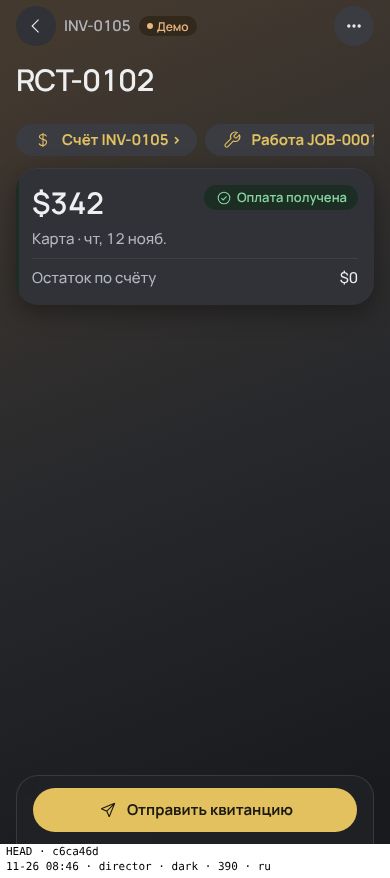 INV-0105 Демо
RCT-0102
Счёт INV-0105 ›
Работа JOB-0001
$342
Оплата получена
Карта · чт, 12 нояб.
Остаток по счёту $0
Отправить квитанцию
HEAD · c6ca46d
11-26 08:46 · director · dark · 390 · ru